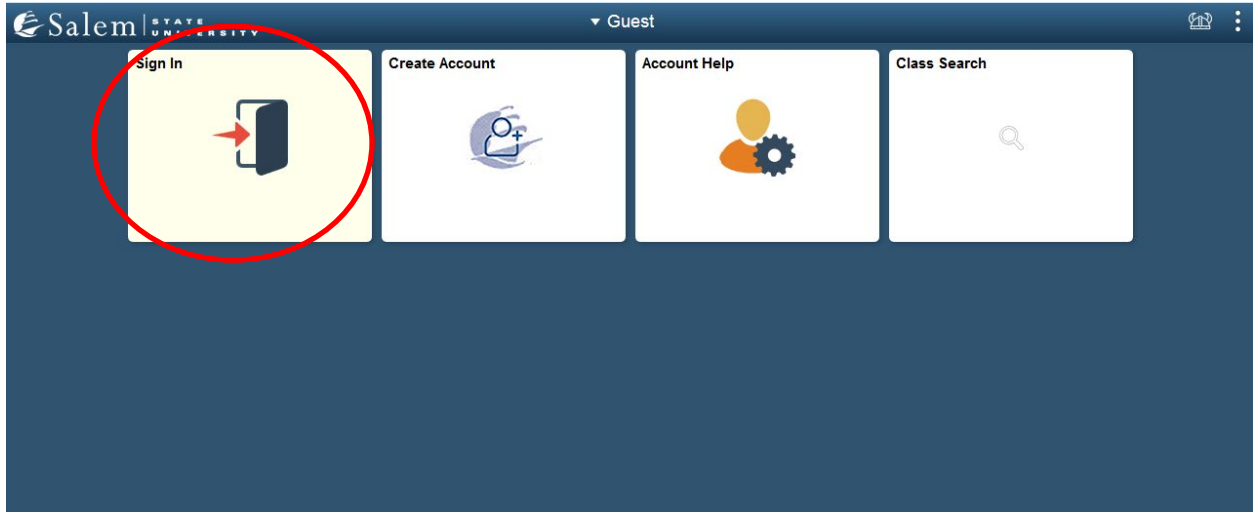 Salem STATE UNIVERSITY
Guest
Sign In
Create Account
Account Help
Class Search